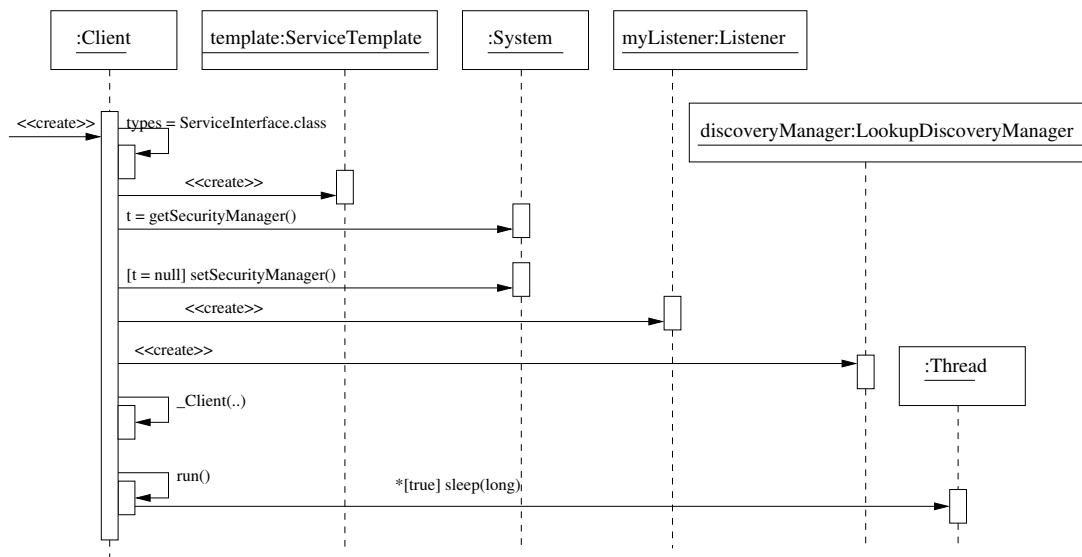 :Client
template:ServiceTemplate
:System
myListener:Listener
<<create>>
types = ServiceInterface.class
discoveryManager:LookupDiscoveryManager
<<create>>
t = getSecurityManager()
[t = null] setSecurityManager()
<<create>>
<<create>>
:Thread
_Client(..)
run()
*[true] sleep(long)